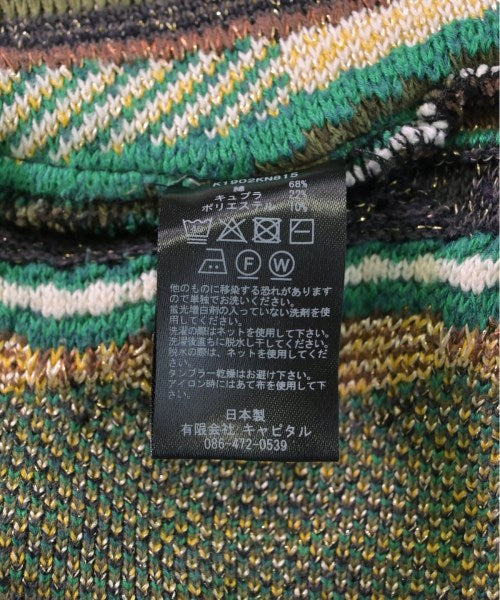 K1902KN815
綿 68%
キュプラ 22%
ポリエステル 10%
F W
他のものに移染する恐れがあります
ので単独でお洗いください。
蛍光増白剤の入っていない洗剤を使
用して下さい。
洗濯の際はネットを使用して下さい。
洗濯後直ちに脱水し干してください。
脱水の際は、ネットを使用してくだ
さい。
タンブラー乾燥はお避け下さい。
アイロン時にはあて布を使用して下
さい。
日本製
有限会社 キャピタル
086-472-0539